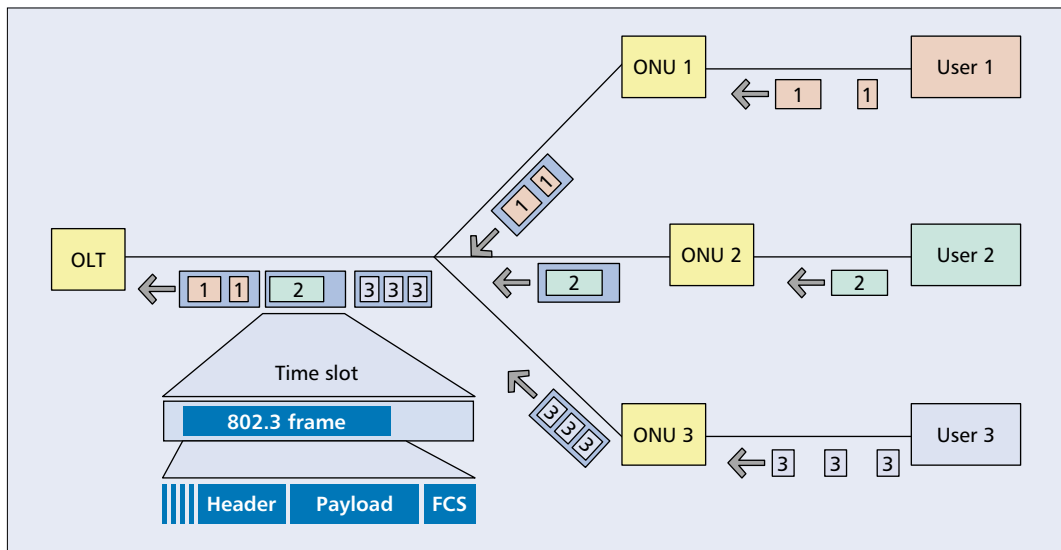 ONU 1
User 1
1 1
1 1
OLT
ONU 2
User 2
1 1 2 3 3 3
2
2
Time slot
802.3 frame
3 3 3
ONU 3
User 3
3 3 3
Header Payload FCS